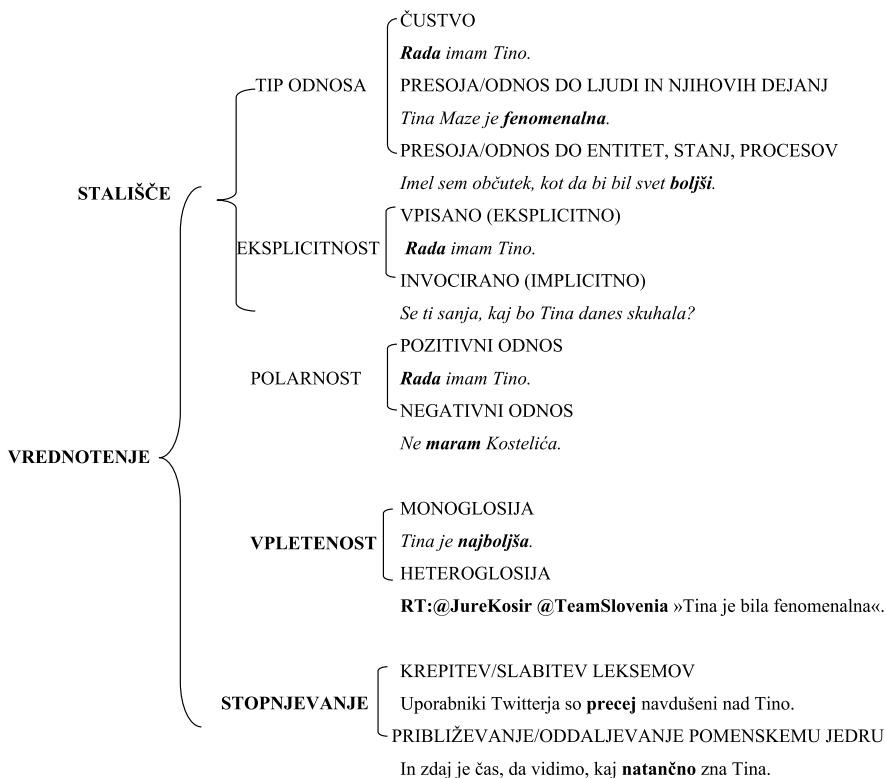 VREDNOTENJE
STALIŠČE
TIP ODNOSA
ČUSTVO
Rada imam Tino.
PRESOJA/ODNOS DO LJUDI IN NJIHOVIH DEJANJ
Tina Maze je fenomenalna.
PRESOJA/ODNOS DO ENTITET, STANJ, PROCESOV
Imel sem občutek, kot da bi bil svet boljši.
EKSPLICITNOST
VPISANO (EKSPLICITNO)
Rada imam Tino.
INVOCIRANO (IMPLICITNO)
Se ti sanja, kaj bo Tina danes skuhala?
POLARNOST
POZITIVNI ODNOS
Rada imam Tino.
NEGATIVNI ODNOS
Ne maram Kostelića.
VPLETENOST
MONOGLOSIJA
Tina je najboljša.
HETEROGLOSIJA
RT:@JureKosir @TeamSlovenia »Tina je bila fenomenalna«.
STOPNJEVANJE
KREPITEV/SLABITEV LEKSEMOV
Uporabniki Twitterja so precej navdušeni nad Tino.
PRIBLIŽEVANJE/ODDALJEVANJE POMENSKEMU JEDRU
In zdaj je čas, da vidimo, kaj natančno zna Tina.